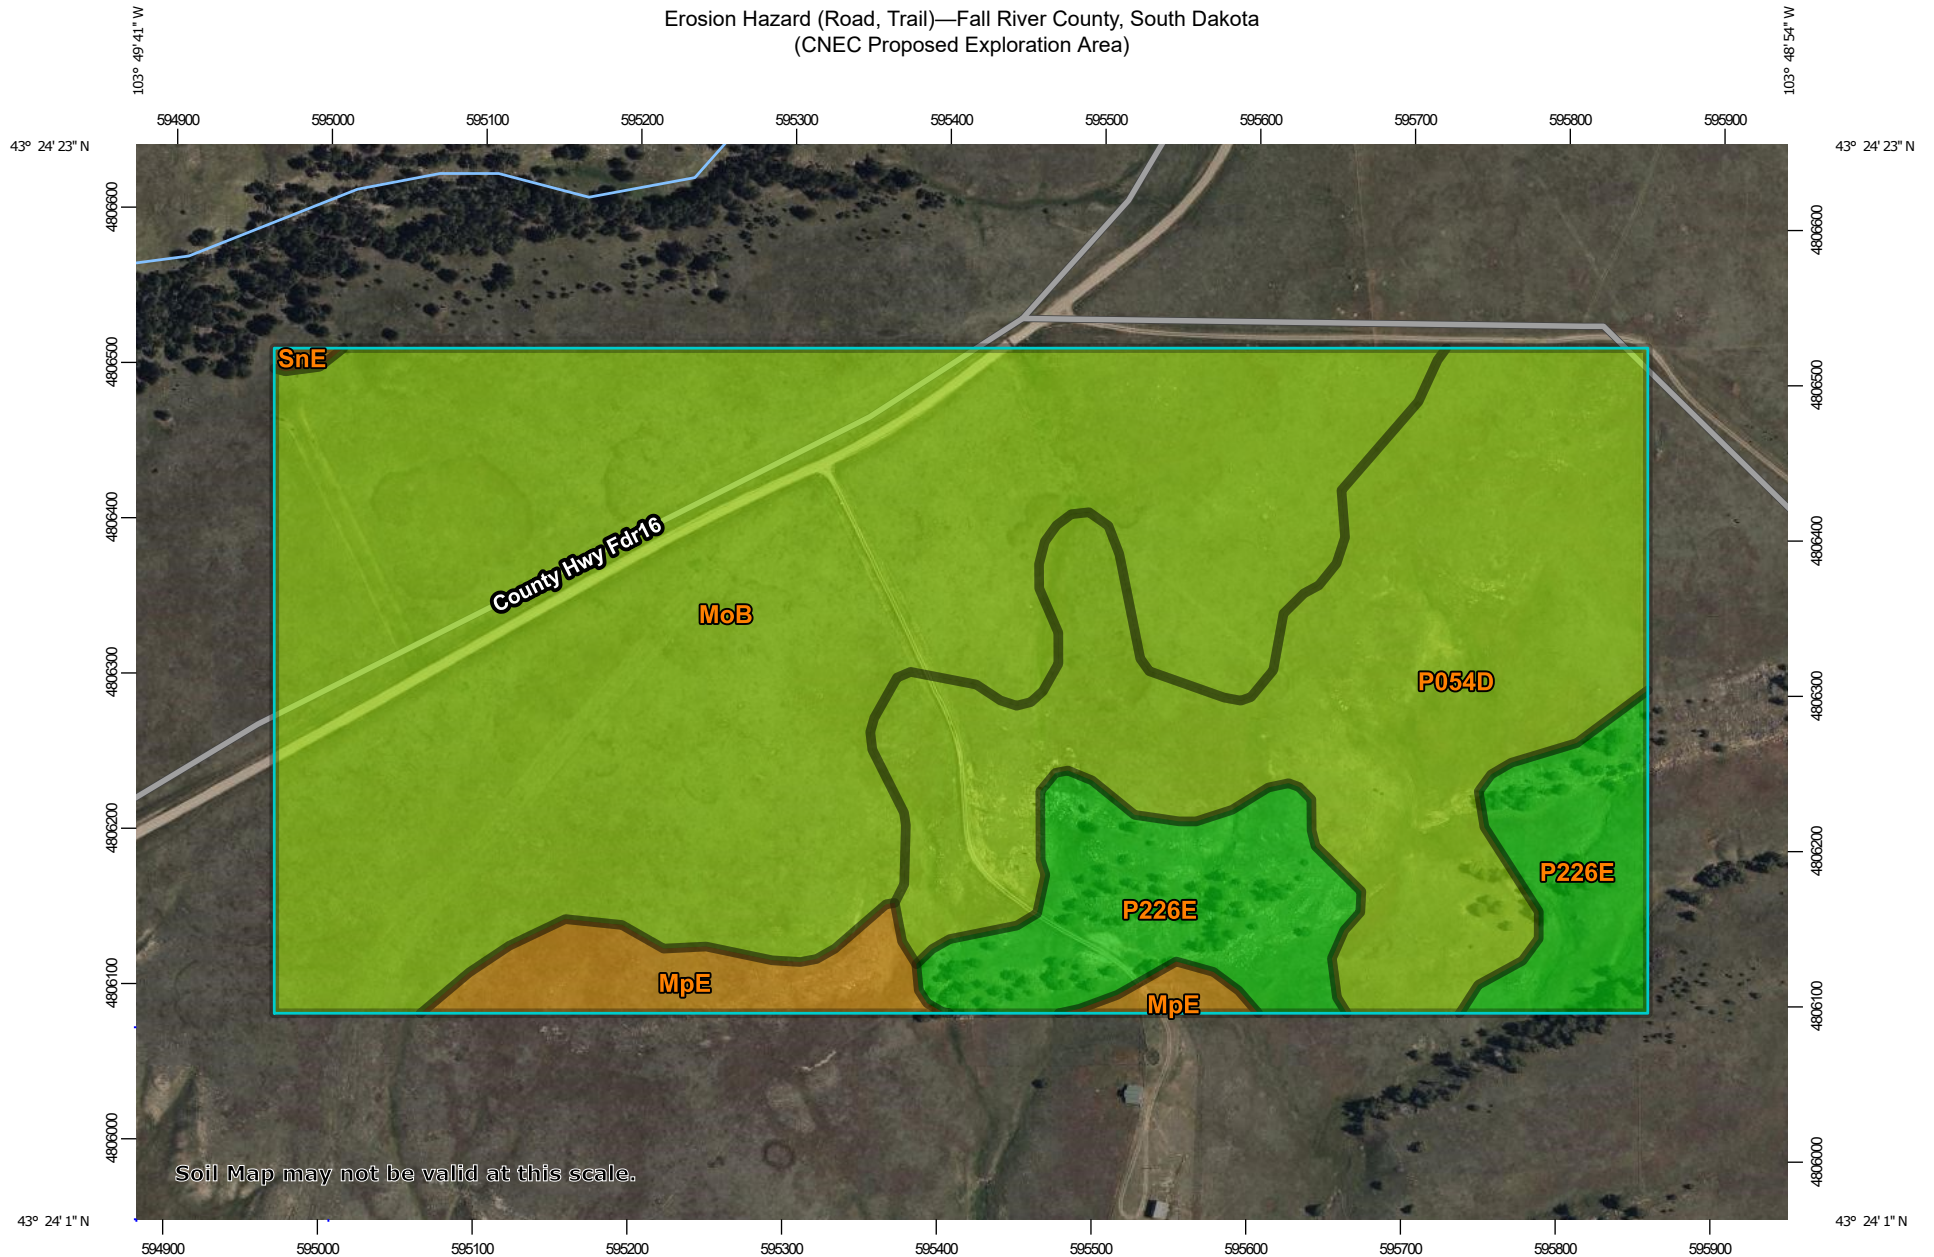 Erosion Hazard (Road, Trail)—Fall River County, South Dakota
(CNEC Proposed Exploration Area)
103° 49' 41" W
103° 48' 54" W
594900 595000 595100 595200 595300 595400 595500 595600 595700 595800 595900
43° 24' 23" N
43° 24' 23" N
4806600
4806600
SnE
4806500
4806500
4806400
4806400
County Hwy Fdr16
MoB
4806300
P054D
4806300
4806200
4806200
P226E
P226E
4806100
MpE
MpE
4806100
4806000
4806000
Soil Map may not be valid at this scale.
43° 24' 1" N
43° 24' 1" N
594900 595000 595100 595200 595300 595400 595500 595600 595700 595800 595900